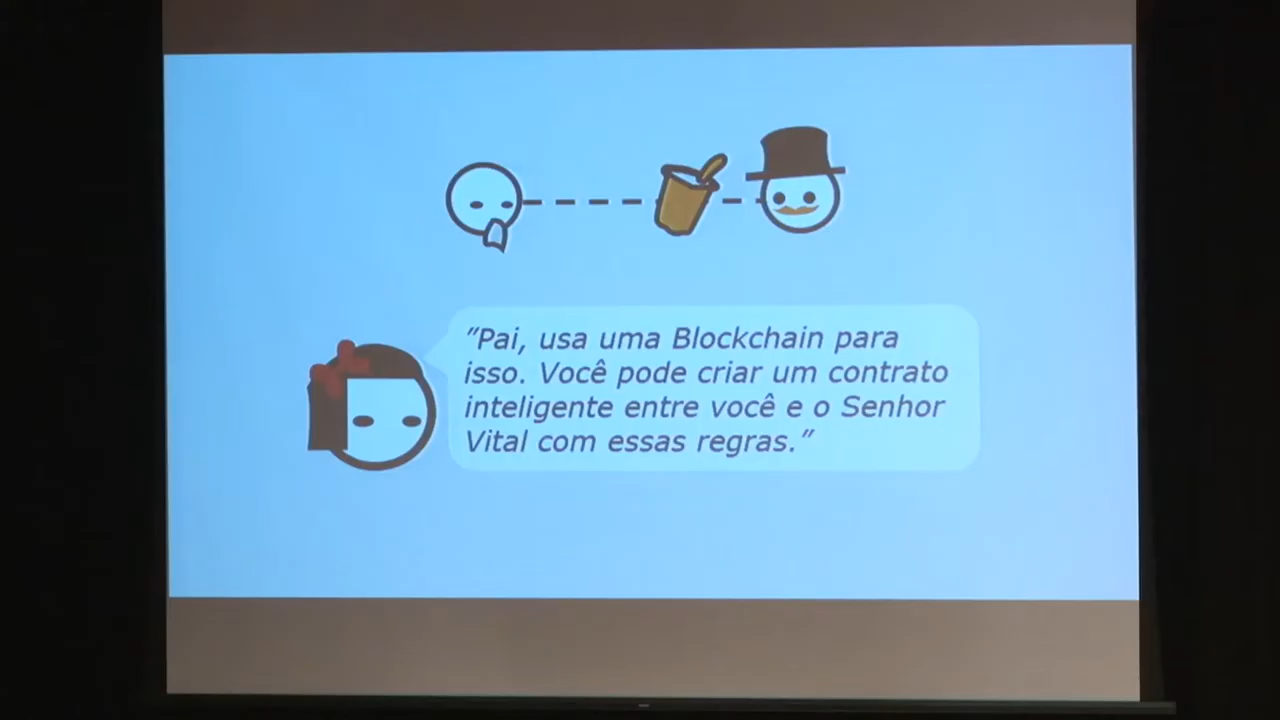 "Pai, usa uma Blockchain para
isso. Você pode criar um contrato
inteligente entre você e o Senhor
Vital com essas regras."